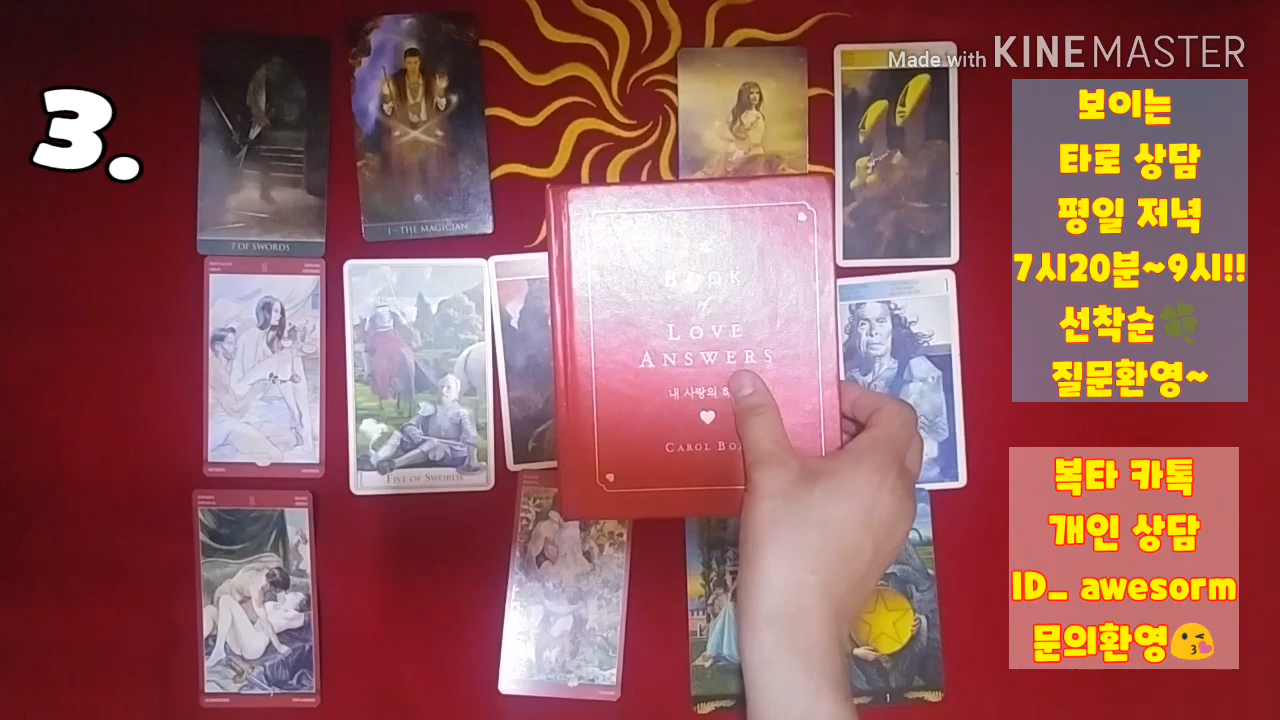 3.
Made with KINEMASTER
보이는
타로 상담
평일 저녁
7시20분~9시!!
선착순🍀
질문환영~
복타 카톡
개인 상담
ID_ awesorm
문의환영😘
7 OF SWORDS
I - THE MAGICIAN
FIVE OF SWORDS
BOOK
of
LOVE
ANSWERS
내 사랑의
CAROL
1